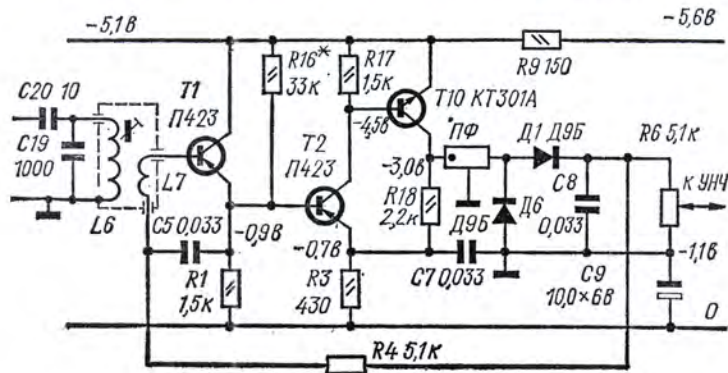 −5,1В
−5,6В
R16*
33к
R17
1,5к
R9 150
C20 10
T1
П423
T10 КТ301А
C19
1000
L7
L6
T2
П423
−4,5В
ПФ
Д1 Д9Б
R6 5,1к
−3,0В
R18
2,2к
Д6
C8
0,033
к УНЧ
C5 0,033
−0,9В
−0,7В
Д9Б
C7 0,033
−1,1В
R1
1,5к
R3
430
C9
10,0×6В
0
R4 5,1к